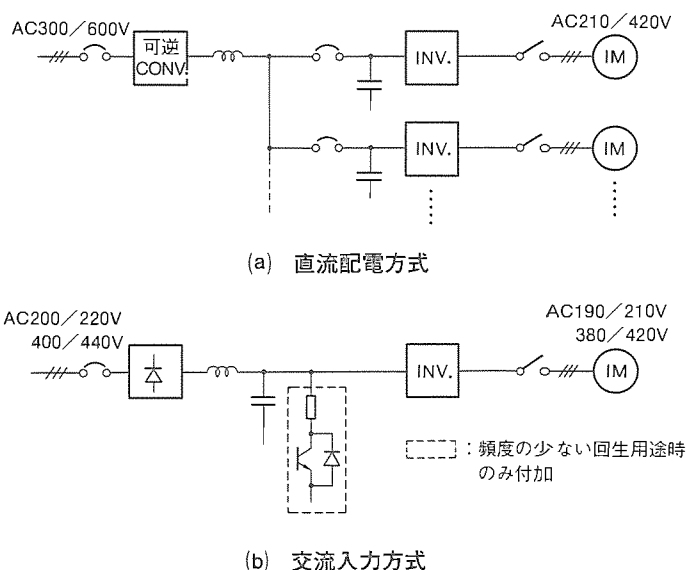 AC300/600V
可逆
CONV.
INV.
AC210/420V
IM
INV.
IM
(a) 直流配電方式
AC200/220V
400/440V
INV.
AC190/210V
380/420V
IM
:頻度の少ない回生用途時
のみ付加
(b) 交流入力方式